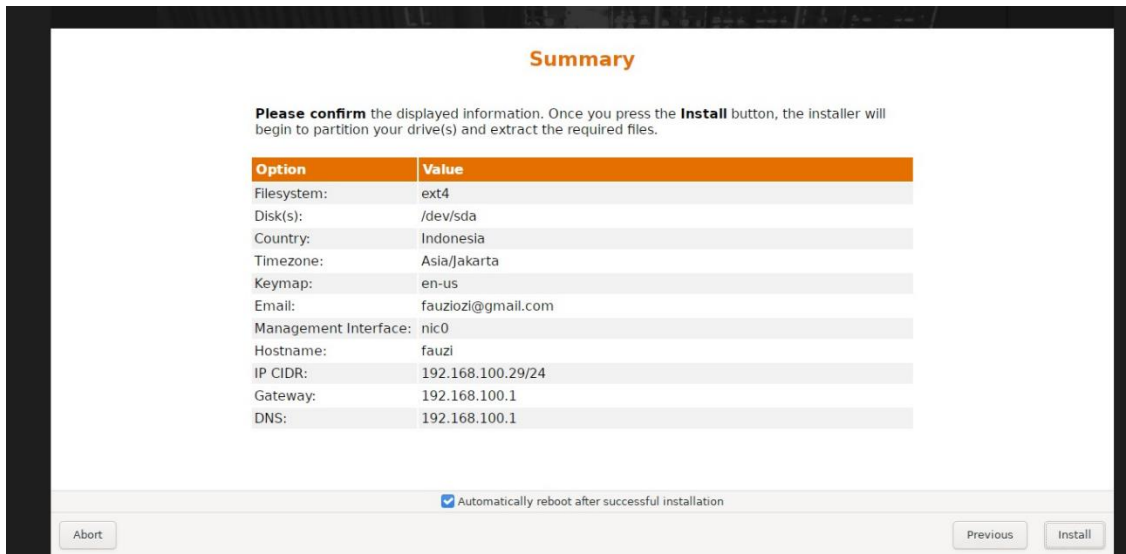 Summary
Please confirm the displayed information. Once you press the Install button, the installer will
begin to partition your drive(s) and extract the required files.
Option Value
Filesystem: ext4
Disk(s): /dev/sda
Country: Indonesia
Timezone: Asia/Jakarta
Keymap: en-us
Email: fauziozi@gmail.com
Management Interface: nic0
Hostname: fauzi
IP CIDR: 192.168.100.29/24
Gateway: 192.168.100.1
DNS: 192.168.100.1
Automatically reboot after successful installation
Abort Previous Install